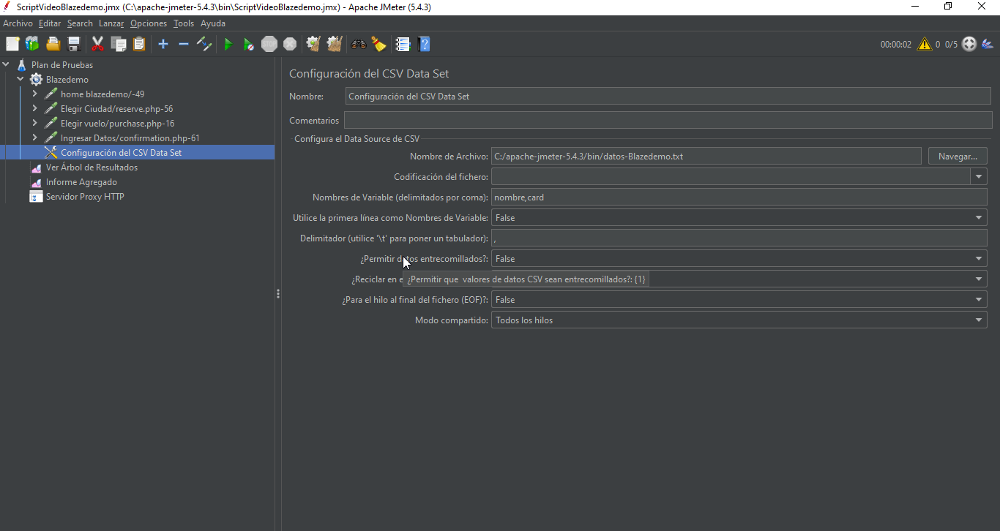 ScriptVideoBlazedemo.jmx (C:\apache-jmeter-5.4.3\bin\ScriptVideoBlazedemo.jmx) - Apache JMeter (5.4.3)
Archivo Editar Search Lanzar Opciones Tools Ayuda
00:00:02 0 0/5
Plan de Pruebas
Blazedemo
home blazedemo/-49
Elegir Ciudad/reserve.php-56
Elegir vuelo/purchase.php-16
Ingresar Datos/confirmation.php-61
Configuración del CSV Data Set
Ver Árbol de Resultados
Informe Agregado
Servidor Proxy HTTP
Configuración del CSV Data Set
Nombre: Configuración del CSV Data Set
Comentarios
Configura el Data Source de CSV
Nombre de Archivo: C:/apache-jmeter-5.4.3/bin/datos-Blazedemo.txt Navegar...
Codificación del fichero:
Nombres de Variable (delimitados por coma): nombre,card
Utilice la primera línea como Nombres de Variable: False
Delimitador (utilice '\t' para poner un tabulador): ,
¿Permitir datos entrecomillados?: False
¿Reciclar en e ¿Permitir que valores de datos CSV sean entrecomillados?: {1}
¿Para el hilo al final del fichero (EOF)?: False
Modo compartido: Todos los hilos